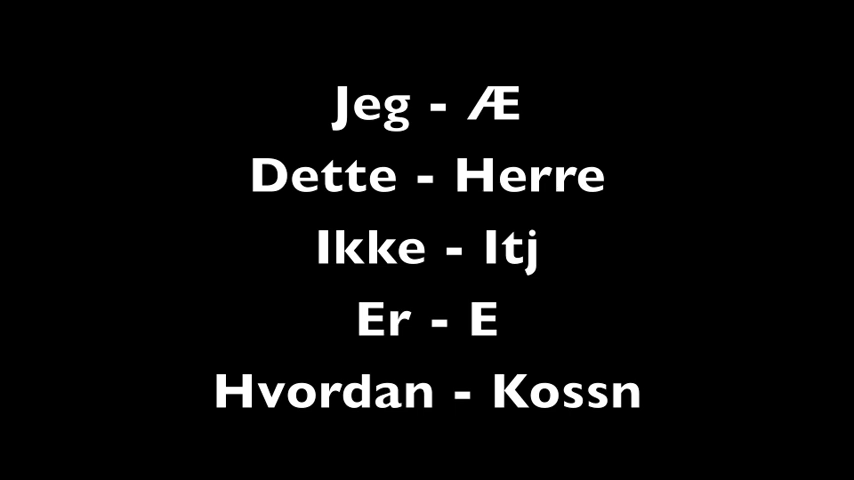 Jeg - Æ
Dette - Herre
Ikke - Itj
Er - E
Hvordan - Kossn